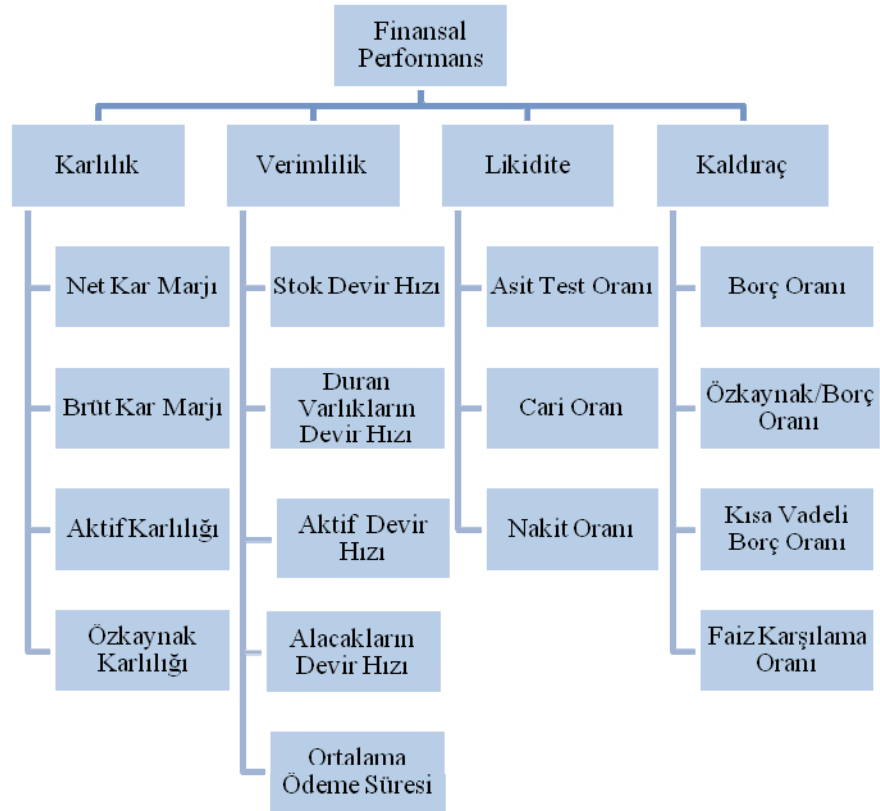 Finansal
Performans
Karlılık
Verimlilik
Likidite
Kaldıraç
Net Kar Marjı
Brüt Kar Marjı
Aktif Karlılığı
Özkaynak
Karlılığı
Stok Devir Hızı
Duran
Varlıkların
Devir Hızı
Aktif Devir
Hızı
Alacakların
Devir Hızı
Ortalama
Ödeme Süresi
Asit Test Oranı
Cari Oran
Nakit Oranı
Borç Oranı
Özkaynak/Borç
Oranı
Kısa Vadeli
Borç Oranı
Faiz Karşılama
Oranı